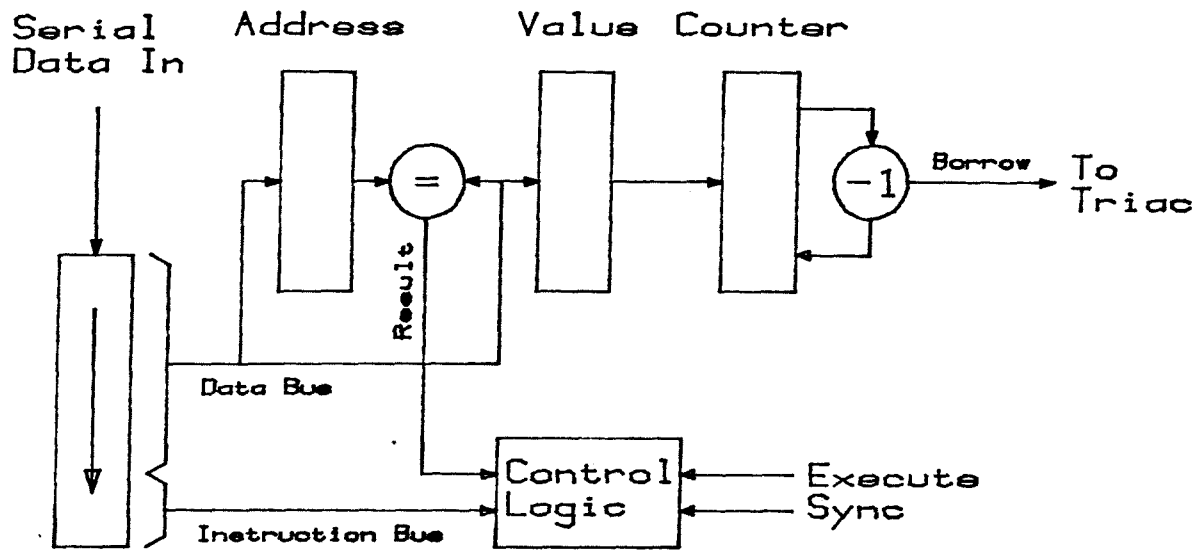 Serial
Data In
Address
Value
Counter
=
-1
Borrow
To
Triac
Result
Data Bus
Control
Logic
Execute
Sync
Instruction Bus